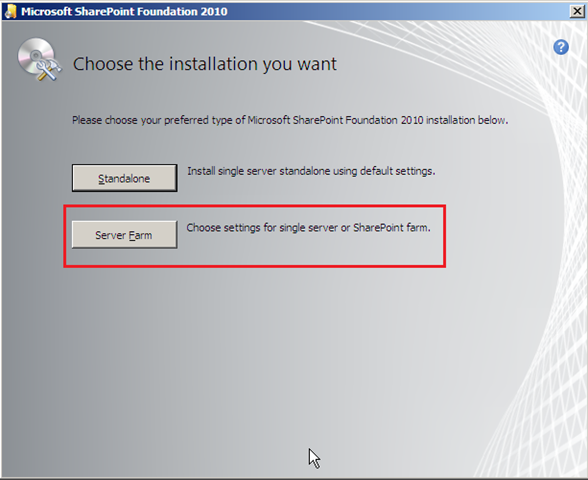 Microsoft SharePoint Foundation 2010
?
Choose the installation you want
Please choose your preferred type of Microsoft SharePoint Foundation 2010 installation below.
Standalone Install single server standalone using default settings.
Server Farm Choose settings for single server or SharePoint farm.